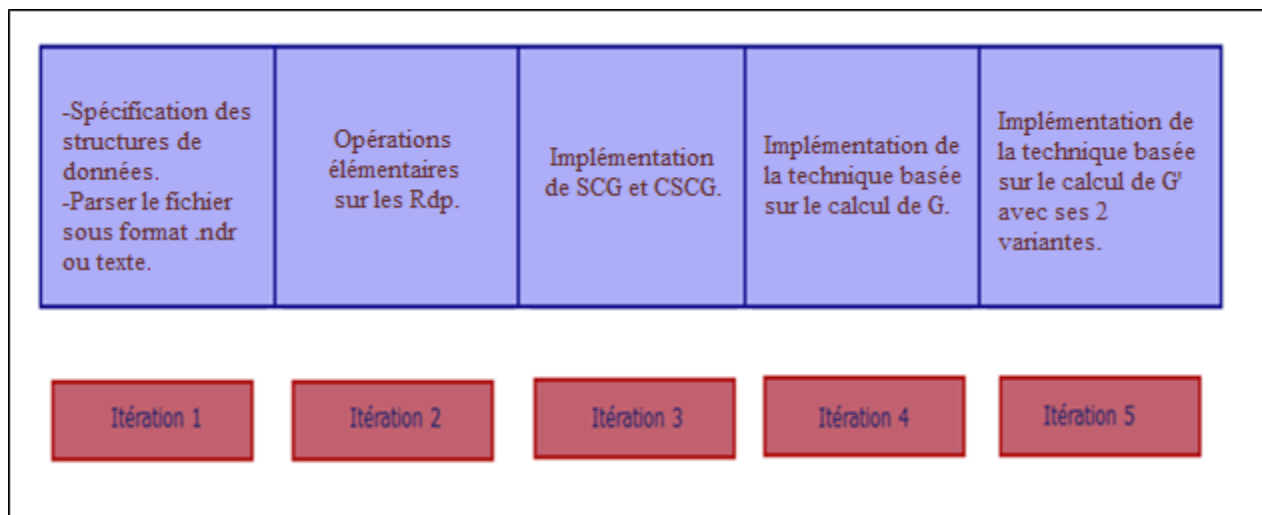 -Spécification des
structures de
données.
-Parser le fichier
sous format .ndr
ou texte.
Opérations
élémentaires
sur les Rdp.
Implémentation
de SCG et CSCG.
Implémentation de
la technique basée
sur le calcul de G.
Implémentation de
la technique basée
sur le calcul de G'
avec ses 2
variantes.
Itération 1
Itération 2
Itération 3
Itération 4
Itération 5